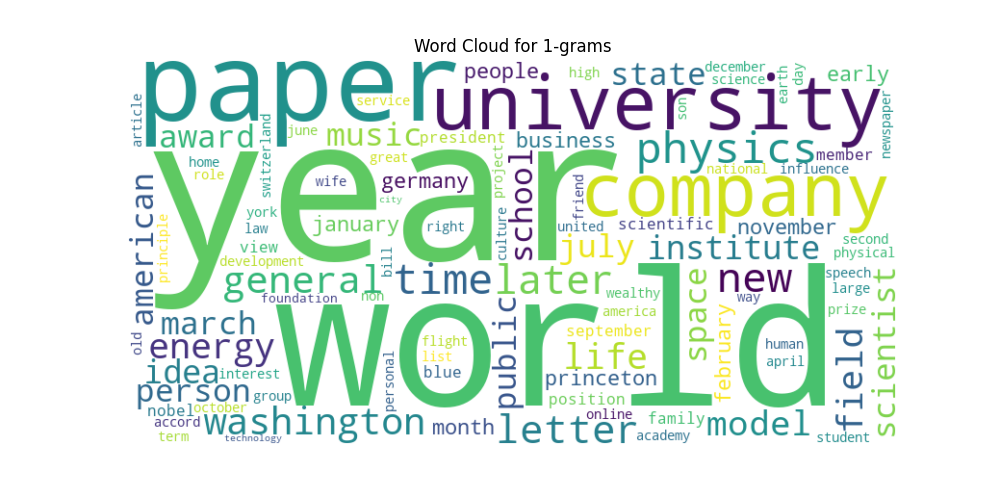 Word Cloud for 1-grams
paper
people
high
state
december
science
earth
day
early
article
service
university
son
newspaper
award
switzerland
june
music
president
business
physics
member
great
home
role
year
wife
germany
city
project
school
national
influence
company
american
principle
york
law
january
right
culture
friend
united
scientific
november
view
development
bill
july
institute
second
physical
general
time
later
new
speech
large
foundation
non
wealthy
space
way
old
march
world
flight
list
public
america
september
february
prize
energy
life
human
april
field
scientist
idea
interest
blue
personal
person
group
princeton
position
nobel
october
accord
washington
month
letter
online
family
model
term
technology
academy
student